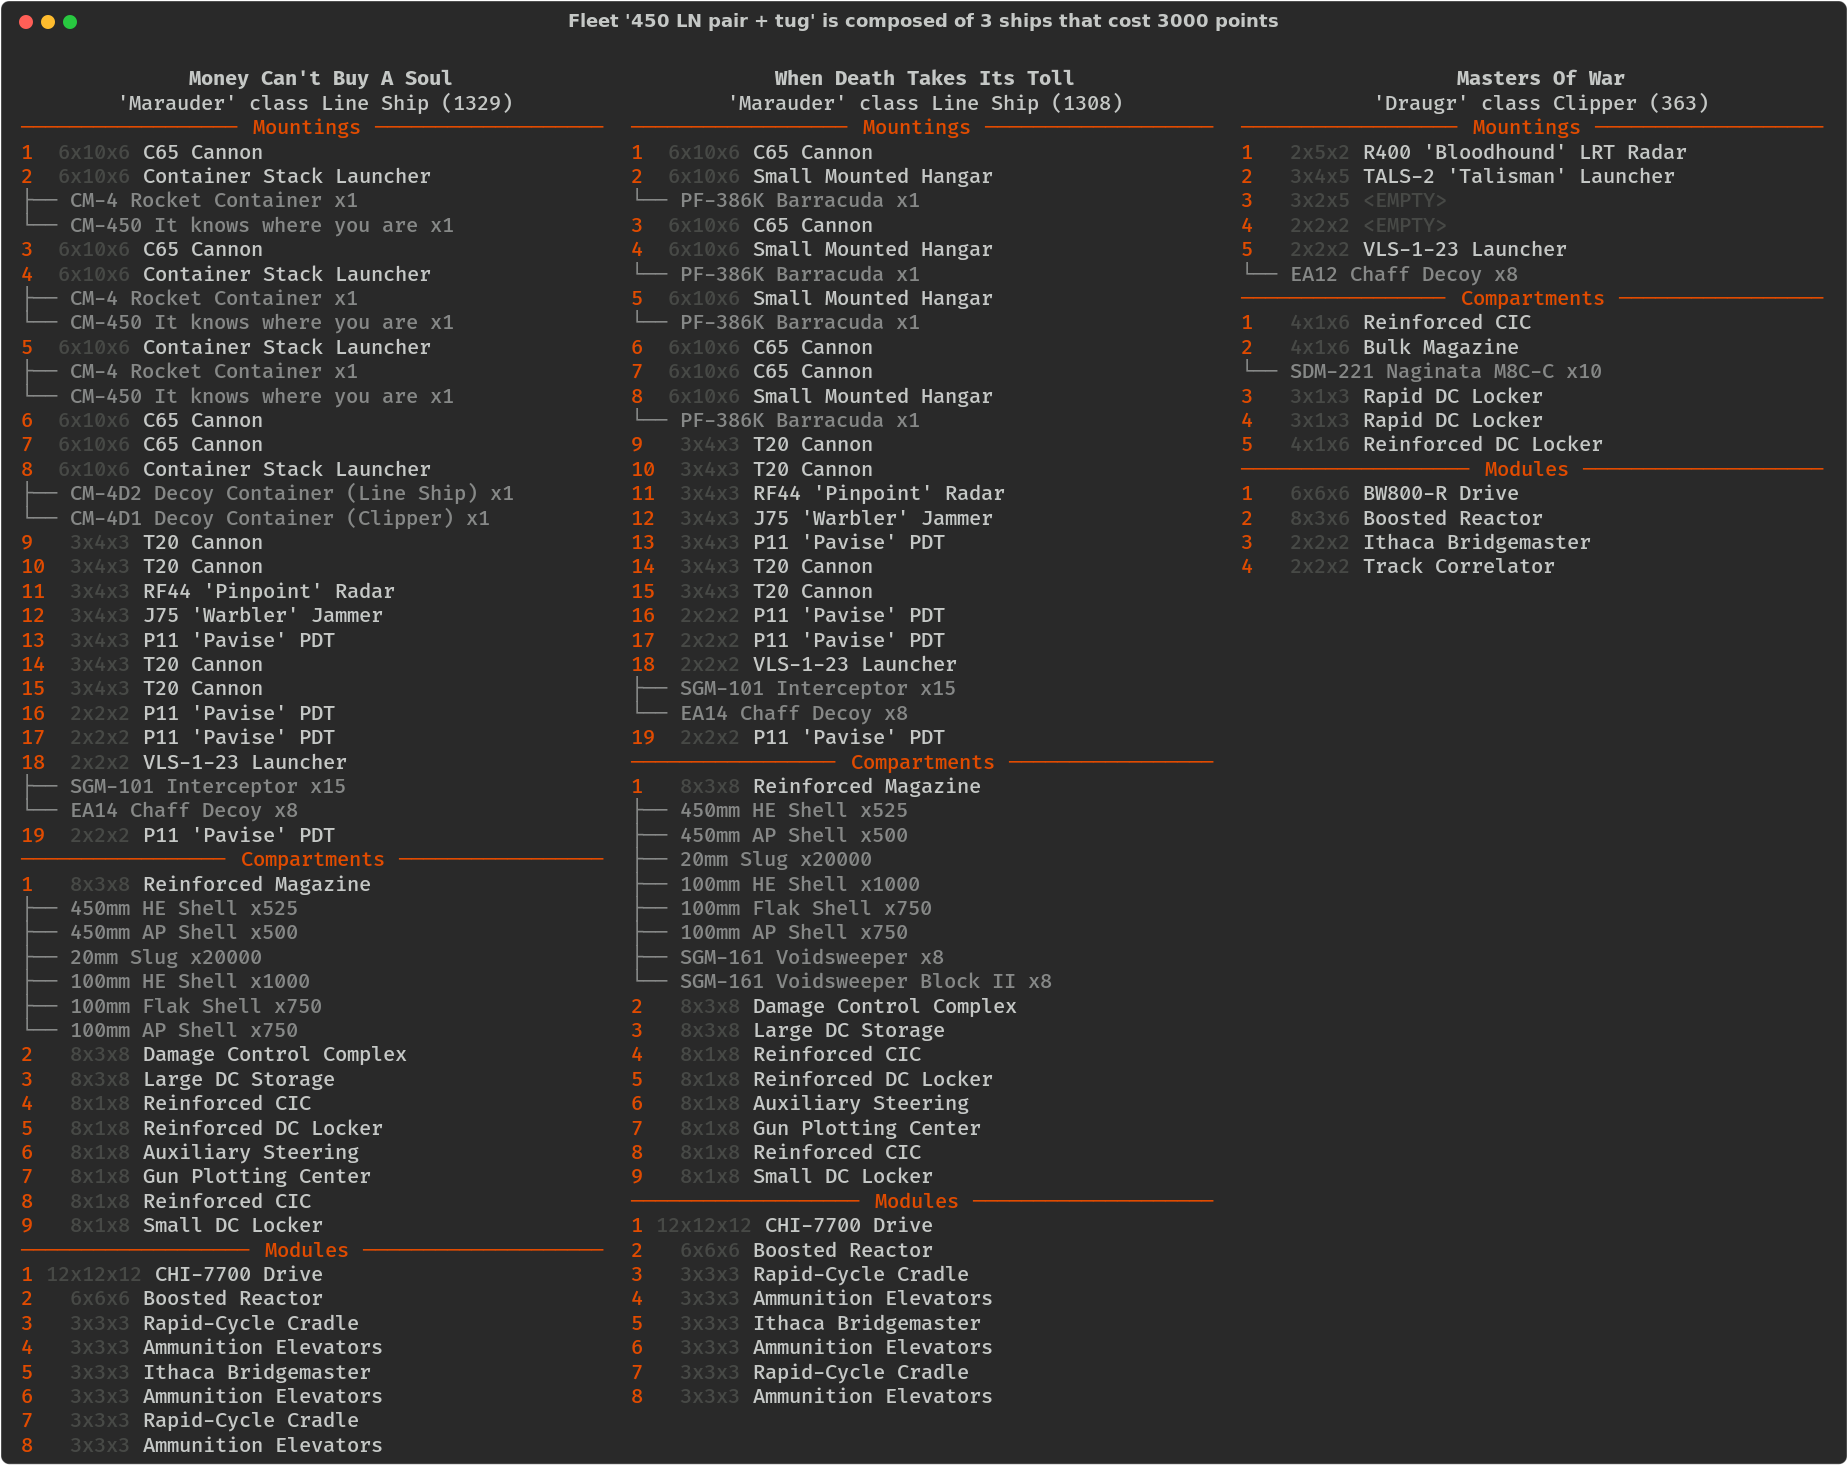 Fleet '450 LN pair + tug' is composed of 3 ships that cost 3000 points
Money Can't Buy A Soul
'Marauder' class Line Ship (1329)
Mountings
1 6x10x6 C65 Cannon
2 6x10x6 Container Stack Launcher
CM-4 Rocket Container x1
CM-450 It knows where you are x1
3 6x10x6 C65 Cannon
4 6x10x6 Container Stack Launcher
CM-4 Rocket Container x1
CM-450 It knows where you are x1
5 6x10x6 Container Stack Launcher
CM-4 Rocket Container x1
CM-450 It knows where you are x1
6 6x10x6 C65 Cannon
7 6x10x6 C65 Cannon
8 6x10x6 Container Stack Launcher
CM-4D2 Decoy Container (Line Ship) x1
CM-4D1 Decoy Container (Clipper) x1
9 3x4x3 T20 Cannon
10 3x4x3 T20 Cannon
11 3x4x3 RF44 'Pinpoint' Radar
12 3x4x3 J75 'Warbler' Jammer
13 3x4x3 P11 'Pavise' PDT
14 3x4x3 T20 Cannon
15 3x4x3 T20 Cannon
16 2x2x2 P11 'Pavise' PDT
17 2x2x2 P11 'Pavise' PDT
18 2x2x2 VLS-1-23 Launcher
SGM-101 Interceptor x15
EA14 Chaff Decoy x8
19 2x2x2 P11 'Pavise' PDT
Compartments
1 8x3x8 Reinforced Magazine
450mm HE Shell x525
450mm AP Shell x500
20mm Slug x20000
100mm HE Shell x1000
100mm Flak Shell x750
100mm AP Shell x750
2 8x3x8 Damage Control Complex
3 8x3x8 Large DC Storage
4 8x1x8 Reinforced CIC
5 8x1x8 Reinforced DC Locker
6 8x1x8 Auxiliary Steering
7 8x1x8 Gun Plotting Center
8 8x1x8 Reinforced CIC
9 8x1x8 Small DC Locker
Modules
1 12x12x12 CHI-7700 Drive
2 6x6x6 Boosted Reactor
3 3x3x3 Rapid-Cycle Cradle
4 3x3x3 Ammunition Elevators
5 3x3x3 Ithaca Bridgemaster
6 3x3x3 Ammunition Elevators
7 3x3x3 Rapid-Cycle Cradle
8 3x3x3 Ammunition Elevators
When Death Takes Its Toll
'Marauder' class Line Ship (1308)
Mountings
1 6x10x6 C65 Cannon
2 6x10x6 Small Mounted Hangar
PF-386K Barracuda x1
3 6x10x6 C65 Cannon
4 6x10x6 Small Mounted Hangar
PF-386K Barracuda x1
5 6x10x6 Small Mounted Hangar
PF-386K Barracuda x1
6 6x10x6 C65 Cannon
7 6x10x6 C65 Cannon
8 6x10x6 Small Mounted Hangar
PF-386K Barracuda x1
9 3x4x3 T20 Cannon
10 3x4x3 T20 Cannon
11 3x4x3 RF44 'Pinpoint' Radar
12 3x4x3 J75 'Warbler' Jammer
13 3x4x3 P11 'Pavise' PDT
14 3x4x3 T20 Cannon
15 3x4x3 T20 Cannon
16 2x2x2 P11 'Pavise' PDT
17 2x2x2 P11 'Pavise' PDT
18 2x2x2 VLS-1-23 Launcher
SGM-101 Interceptor x15
EA14 Chaff Decoy x8
19 2x2x2 P11 'Pavise' PDT
Compartments
1 8x3x8 Reinforced Magazine
450mm HE Shell x525
450mm AP Shell x500
20mm Slug x20000
100mm HE Shell x1000
100mm Flak Shell x750
100mm AP Shell x750
SGM-161 Voidsweeper x8
SGM-161 Voidsweeper Block II x8
2 8x3x8 Damage Control Complex
3 8x3x8 Large DC Storage
4 8x1x8 Reinforced CIC
5 8x1x8 Reinforced DC Locker
6 8x1x8 Auxiliary Steering
7 8x1x8 Gun Plotting Center
8 8x1x8 Reinforced CIC
9 8x1x8 Small DC Locker
Modules
1 12x12x12 CHI-7700 Drive
2 6x6x6 Boosted Reactor
3 3x3x3 Rapid-Cycle Cradle
4 3x3x3 Ammunition Elevators
5 3x3x3 Ithaca Bridgemaster
6 3x3x3 Ammunition Elevators
7 3x3x3 Rapid-Cycle Cradle
8 3x3x3 Ammunition Elevators
Masters Of War
'Draugr' class Clipper (363)
Mountings
1 2x5x2 R400 'Bloodhound' LRT Radar
2 3x4x5 TALS-2 'Talisman' Launcher
3 3x2x5 <EMPTY>
4 2x2x2 <EMPTY>
5 2x2x2 VLS-1-23 Launcher
EA12 Chaff Decoy x8
Compartments
1 4x1x6 Reinforced CIC
2 4x1x6 Bulk Magazine
SDM-221 Naginata M8C-C x10
3 3x1x3 Rapid DC Locker
4 3x1x3 Rapid DC Locker
5 4x1x6 Reinforced DC Locker
Modules
1 6x6x6 BW800-R Drive
2 8x3x6 Boosted Reactor
3 2x2x2 Ithaca Bridgemaster
4 2x2x2 Track Correlator